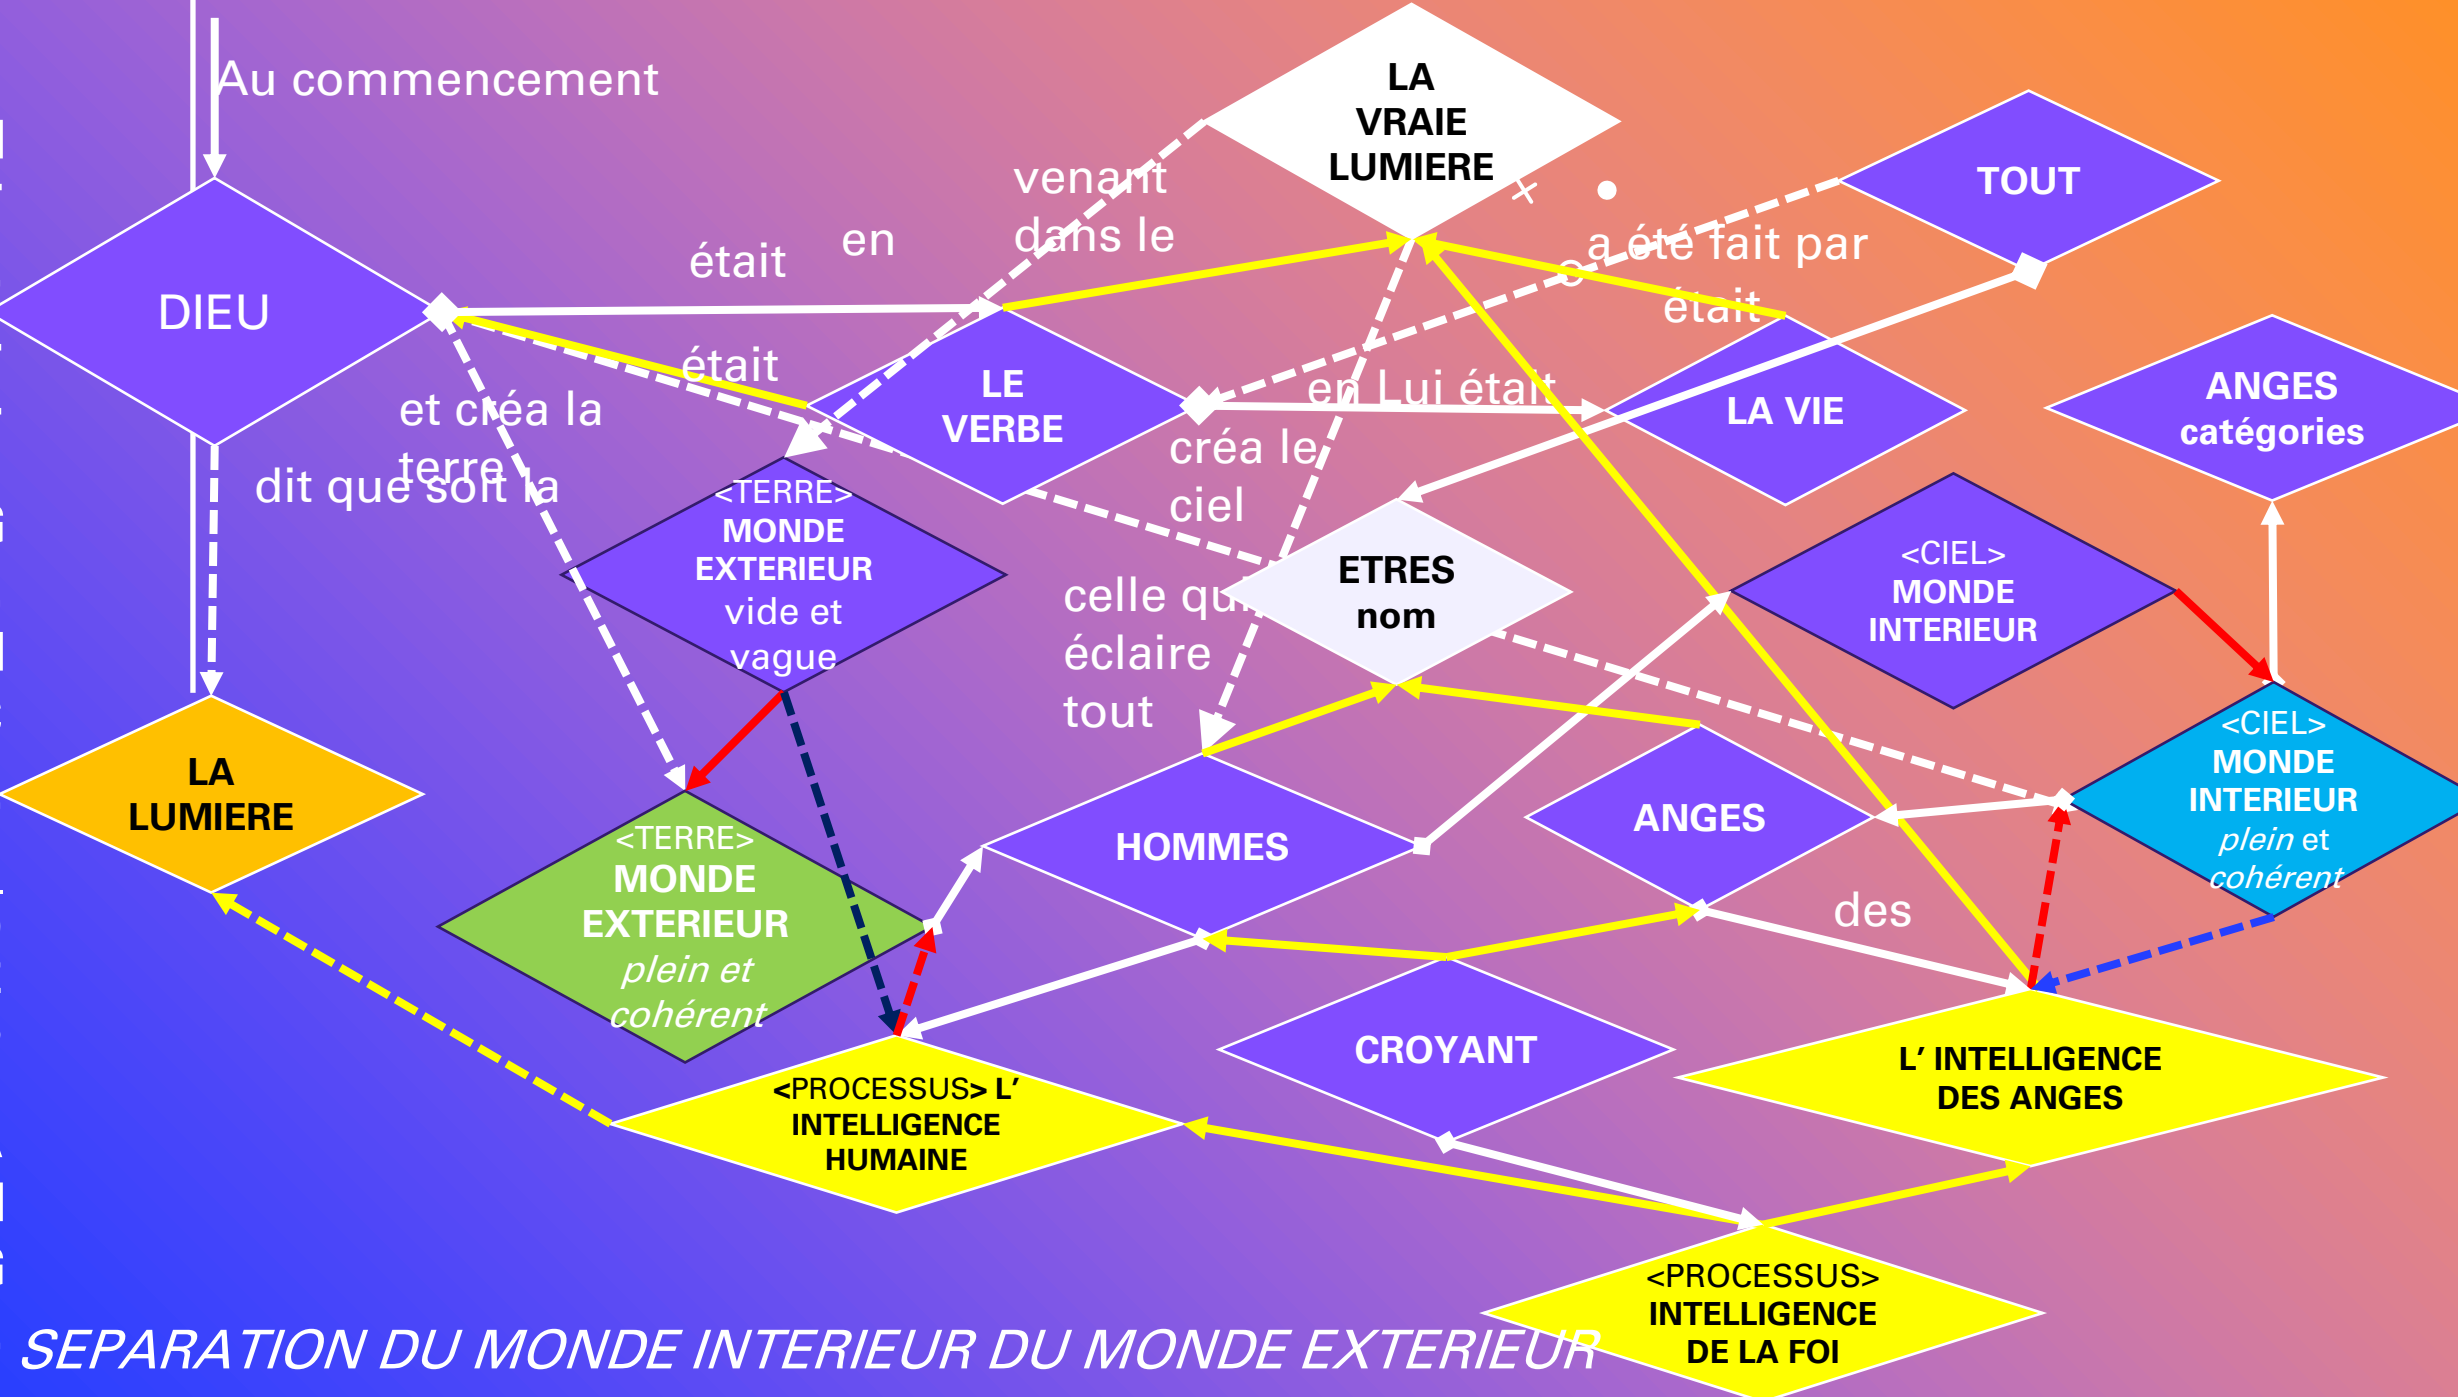 Au commencement
LA
VRAIE
LUMIERE
TOUT
venant
dans le
en
était
a été fait par
était
DIEU
était
et créa la
terre
dit que soit la
LE
VERBE
en Lui était
LA VIE
ANGES
catégories
créa le
ciel
<TERRE>
MONDE
EXTERIEUR
vide et
vague
ETRES
nom
<CIEL>
MONDE
INTERIEUR
celle qui
éclaire
tout
<CIEL>
MONDE
INTERIEUR
plein et
cohérent
LA
LUMIERE
<TERRE>
MONDE
EXTERIEUR
plein et
cohérent
HOMMES
ANGES
des
CROYANT
<PROCESSUS> L’
INTELLIGENCE
HUMAINE
L’ INTELLIGENCE
DES ANGES
<PROCESSUS>
INTELLIGENCE
DE LA FOI
SEPARATION DU MONDE INTERIEUR DU MONDE EXTERIEUR